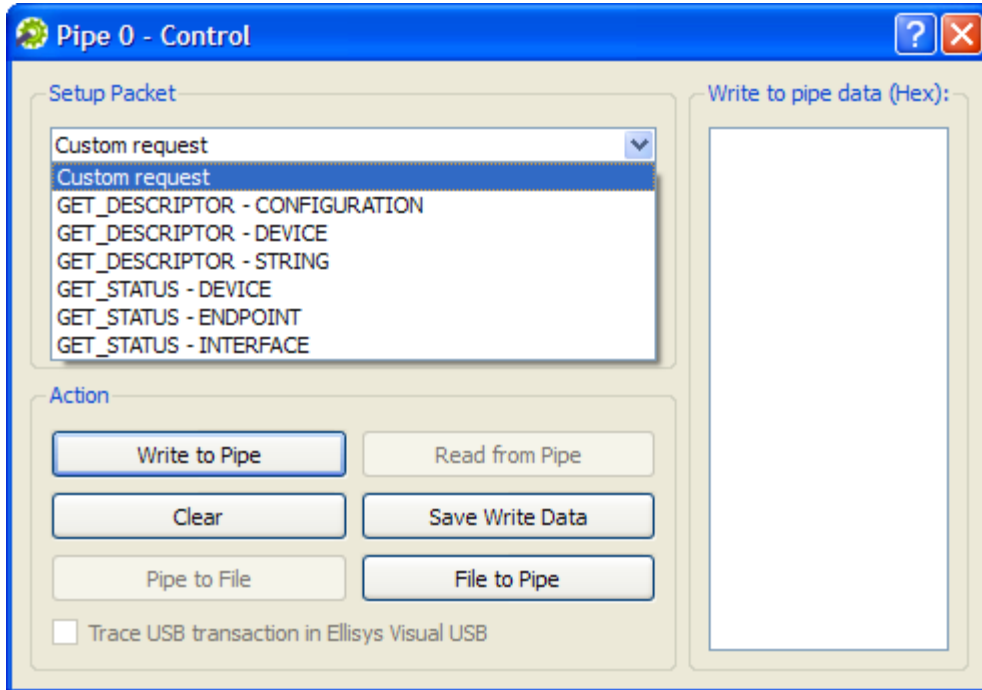 Pipe 0 - Control
Setup Packet
Write to pipe data (Hex):
Custom request
Custom request
GET_DESCRIPTOR - CONFIGURATION
GET_DESCRIPTOR - DEVICE
GET_DESCRIPTOR - STRING
GET_STATUS - DEVICE
GET_STATUS - ENDPOINT
GET_STATUS - INTERFACE
Action
Write to Pipe
Read from Pipe
Clear
Save Write Data
Pipe to File
File to Pipe
Trace USB transaction in Ellisys Visual USB